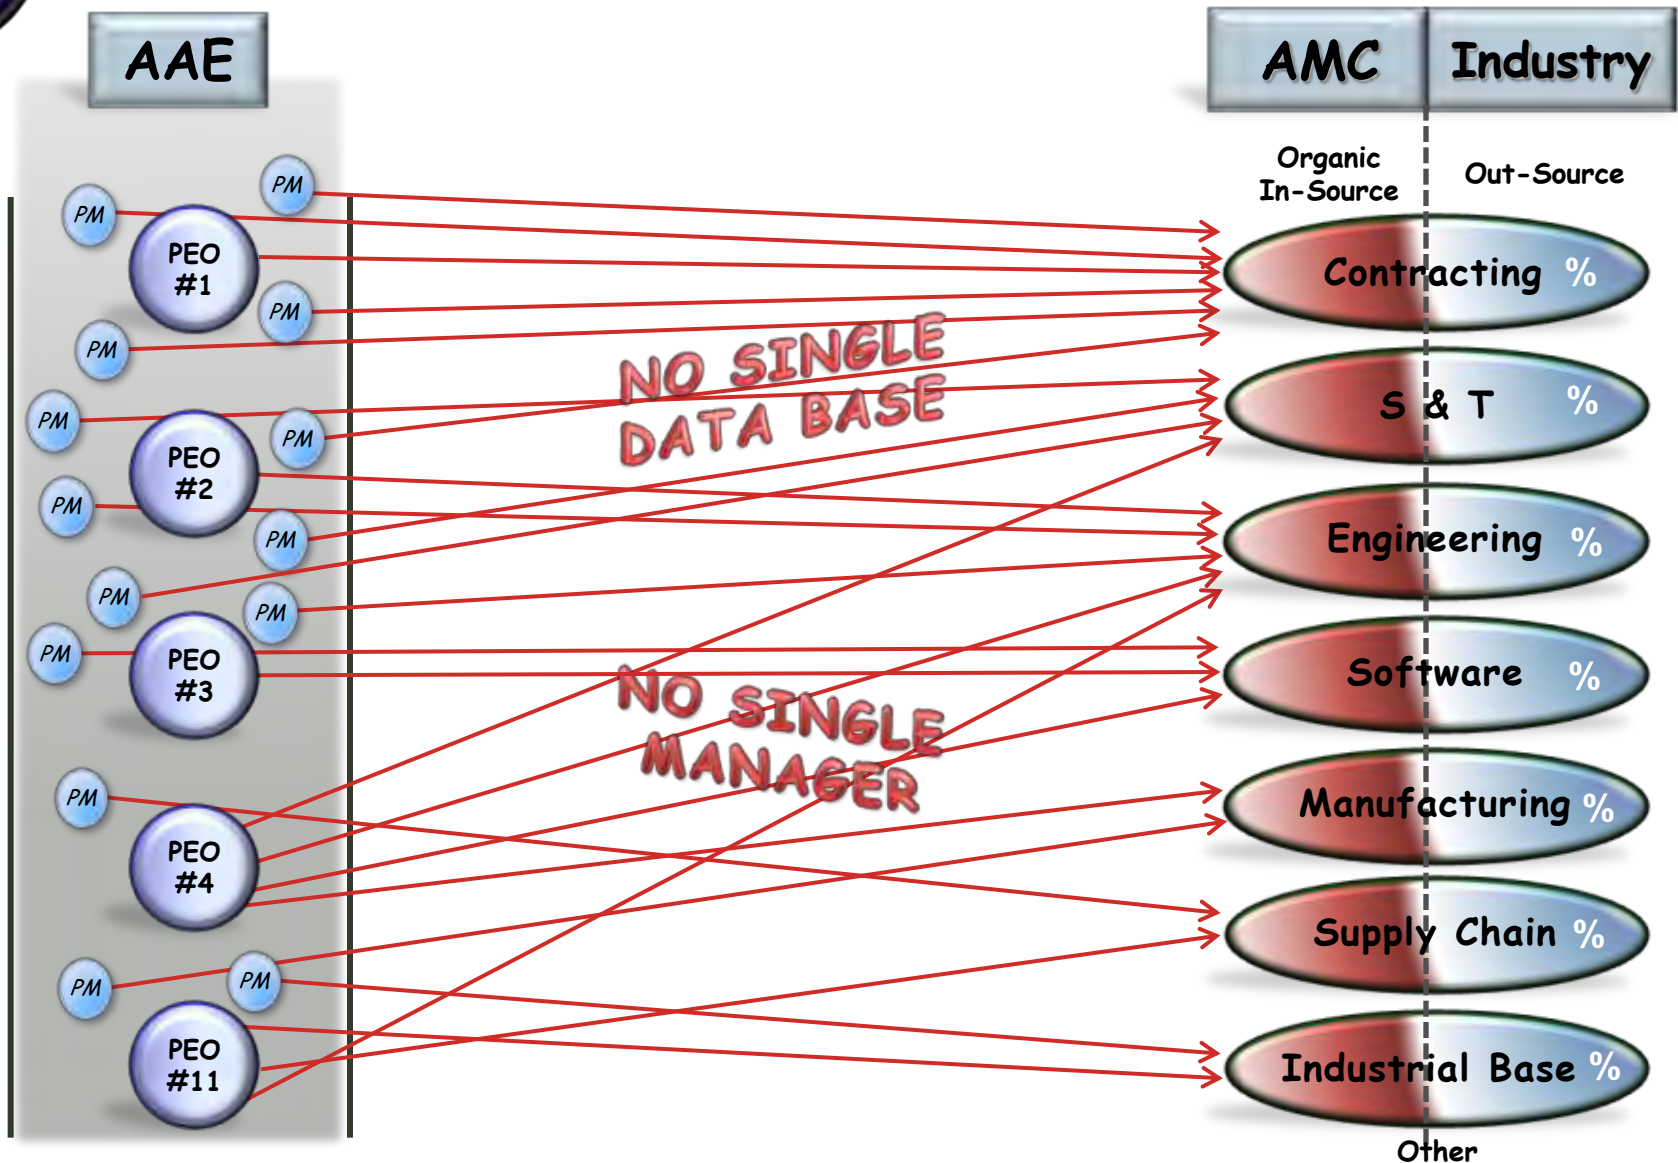 AAE
AMC
Industry
Organic
In-Source
Out-Source
PM
PM
PEO
#1
PM
PM
Contracting %
NO SINGLE
DATA BASE
PM
PM
PEO
#2
PM
PM
S & T %
Engineering %
PM
PM
PM
PEO
#3
Software %
NO SINGLE
MANAGER
PM
PEO
#4
Manufacturing %
Supply Chain %
PM
PM
PEO
#11
Industrial Base %
Other